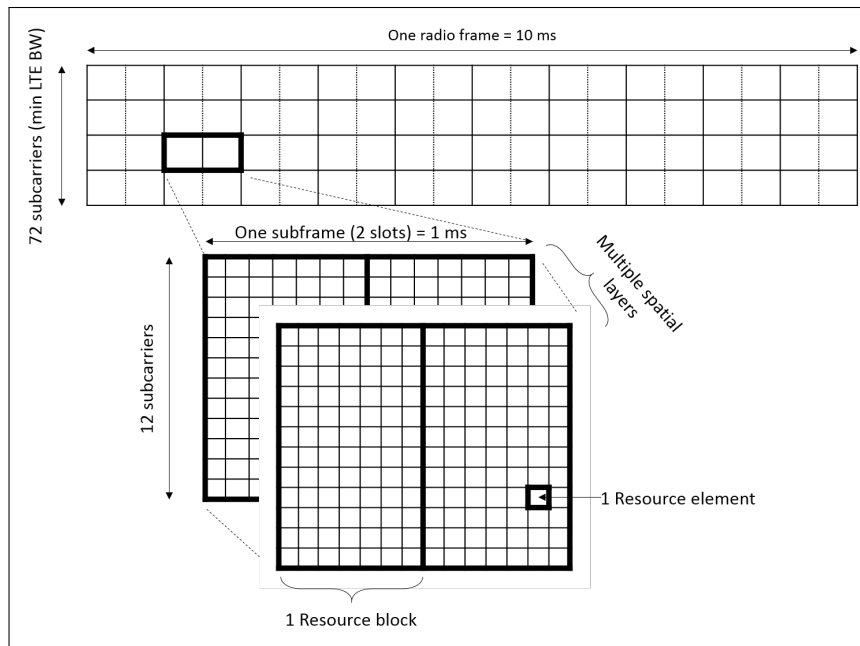 One radio frame = 10 ms
72 subcarriers (min LTE BW)
One subframe (2 slots) = 1 ms
Multiple spatial
layers
12 subcarriers
1 Resource element
1 Resource block